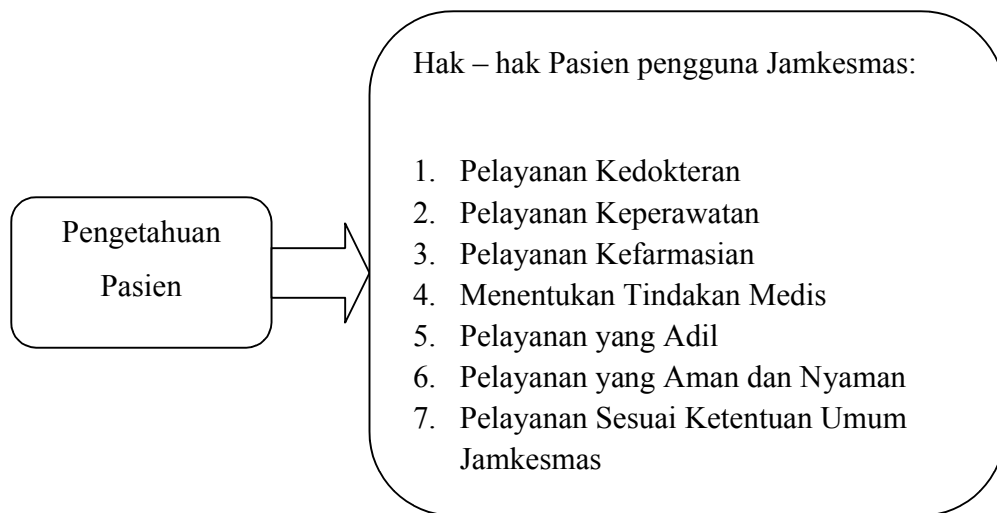 Pengetahuan
Pasien
Hak – hak Pasien pengguna Jamkesmas:
1. Pelayanan Kedokteran
2. Pelayanan Keperawatan
3. Pelayanan Kefarmasian
4. Menentukan Tindakan Medis
5. Pelayanan yang Adil
6. Pelayanan yang Aman dan Nyaman
7. Pelayanan Sesuai Ketentuan Umum
Jamkesmas